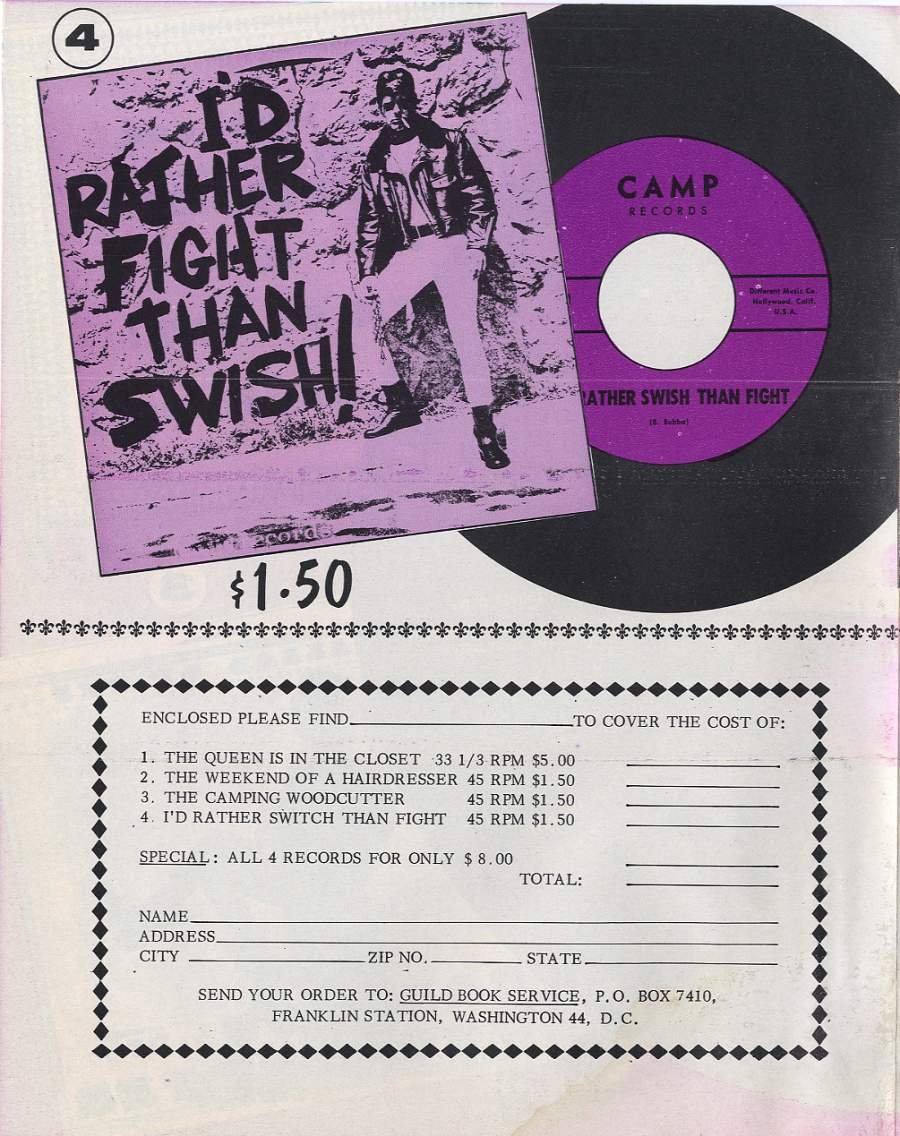 4
I'D
RATHER
FIGHT
THAN
SWISH!
CAMP
RECORDS
Different Music Co.
Hollywood, Calif.
U.S.A.
RATHER SWISH THAN FIGHT
(B. Bubba)
records
$1.50
ENCLOSED PLEASE FIND TO COVER THE COST OF:
1. THE QUEEN IS IN THE CLOSET 33 1/3 RPM $5.00
2. THE WEEKEND OF A HAIRDRESSER 45 RPM $1.50
3. THE CAMPING WOODCUTTER 45 RPM $1.50
4. I'D RATHER SWITCH THAN FIGHT 45 RPM $1.50
SPECIAL: ALL 4 RECORDS FOR ONLY $8.00
TOTAL:
NAME
ADDRESS
CITY ZIP NO. STATE
SEND YOUR ORDER TO: GUILD BOOK SERVICE, P.O. BOX 7410,
FRANKLIN STATION, WASHINGTON 44, D.C.